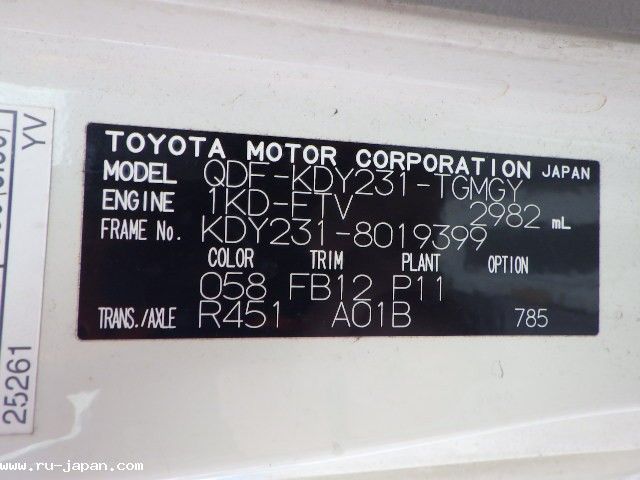 TOYOTA MOTOR CORPORATION JAPAN
MODEL QDF-KDY231-TGMGY
ENGINE 1KD-FTV 2982 mL
FRAME No. KDY231-8019399
COLOR TRIM PLANT OPTION
058 FB12 P11
TRANS./AXLE R451 A01B 785
YV
25261
www.ru-japan.com